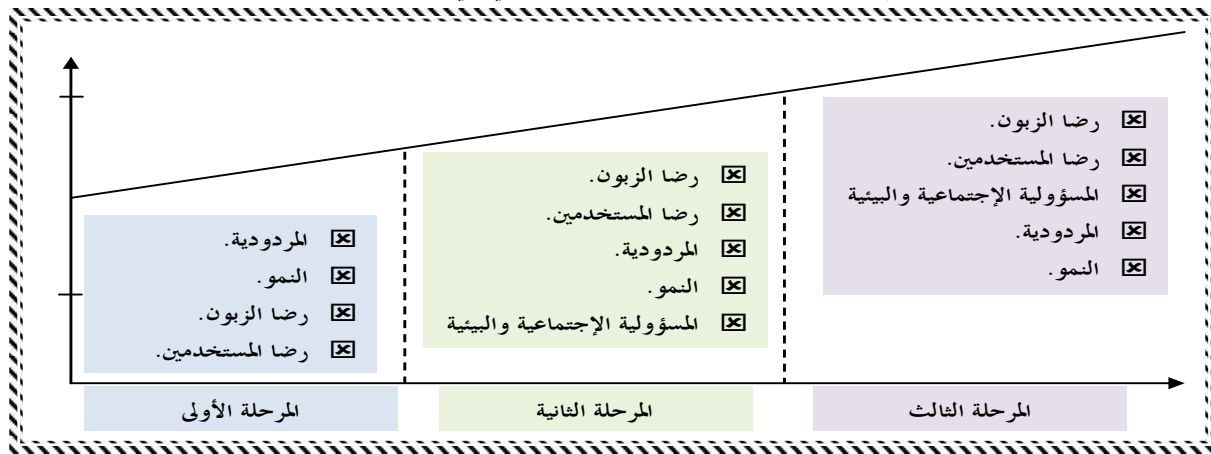 المردودية.
النمو.
رضا الزبون.
رضا المستخدمين.
المرحلة الأولى
رضا الزبون.
رضا المستخدمين.
المردودية.
النمو.
المسؤولية الإجتماعية والبيئية
المرحلة الثانية
رضا الزبون.
رضا المستخدمين.
المسؤولية الإجتماعية والبيئية
المردودية.
النمو.
المرحلة الثالث